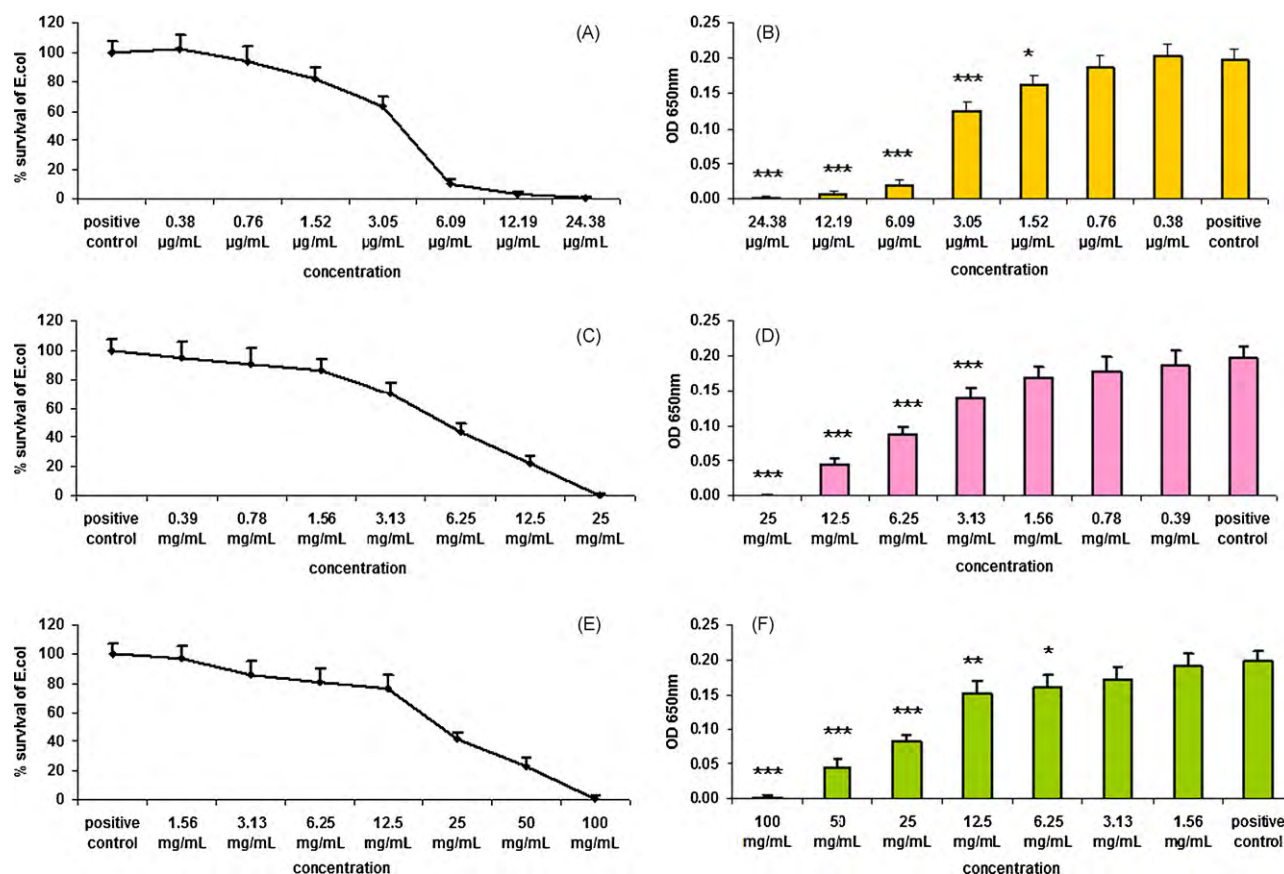 (A)
% survival of E.col
120
100
80
60
40
20
0
positive 0.38 0.76 1.52 3.05 6.09 12.19 24.38
control µg/mL µg/mL µg/mL µg/mL µg/mL µg/mL µg/mL
concentration
(B)
OD 650nm
0.25
0.20
0.15
0.10
0.05
0.00
*** *** *** *** *
24.38 12.19 6.09 3.05 1.52 0.76 0.38 positive
µg/mL µg/mL µg/mL µg/mL µg/mL µg/mL µg/mL control
concentration
(C)
% survival of E.col
120
100
80
60
40
20
0
positive 0.39 0.78 1.56 3.13 6.25 12.5 25
control mg/mL mg/mL mg/mL mg/mL mg/mL mg/mL mg/mL
concentration
(D)
OD 650nm
0.25
0.20
0.15
0.10
0.05
0.00
*** *** *** ***
25 12.5 6.25 3.13 1.56 0.78 0.39 positive
mg/mL mg/mL mg/mL mg/mL mg/mL mg/mL mg/mL control
concentration
(E)
% survival of E.col
120
100
80
60
40
20
0
positive 1.56 3.13 6.25 12.5 25 50 100
control mg/mL mg/mL mg/mL mg/mL mg/mL mg/mL mg/mL
concentration
(F)
OD 650nm
0.25
0.20
0.15
0.10
0.05
0.00
*** *** *** ** *
100 50 25 12.5 6.25 3.13 1.56 positive
mg/mL mg/mL mg/mL mg/mL mg/mL mg/mL mg/mL control
concentration